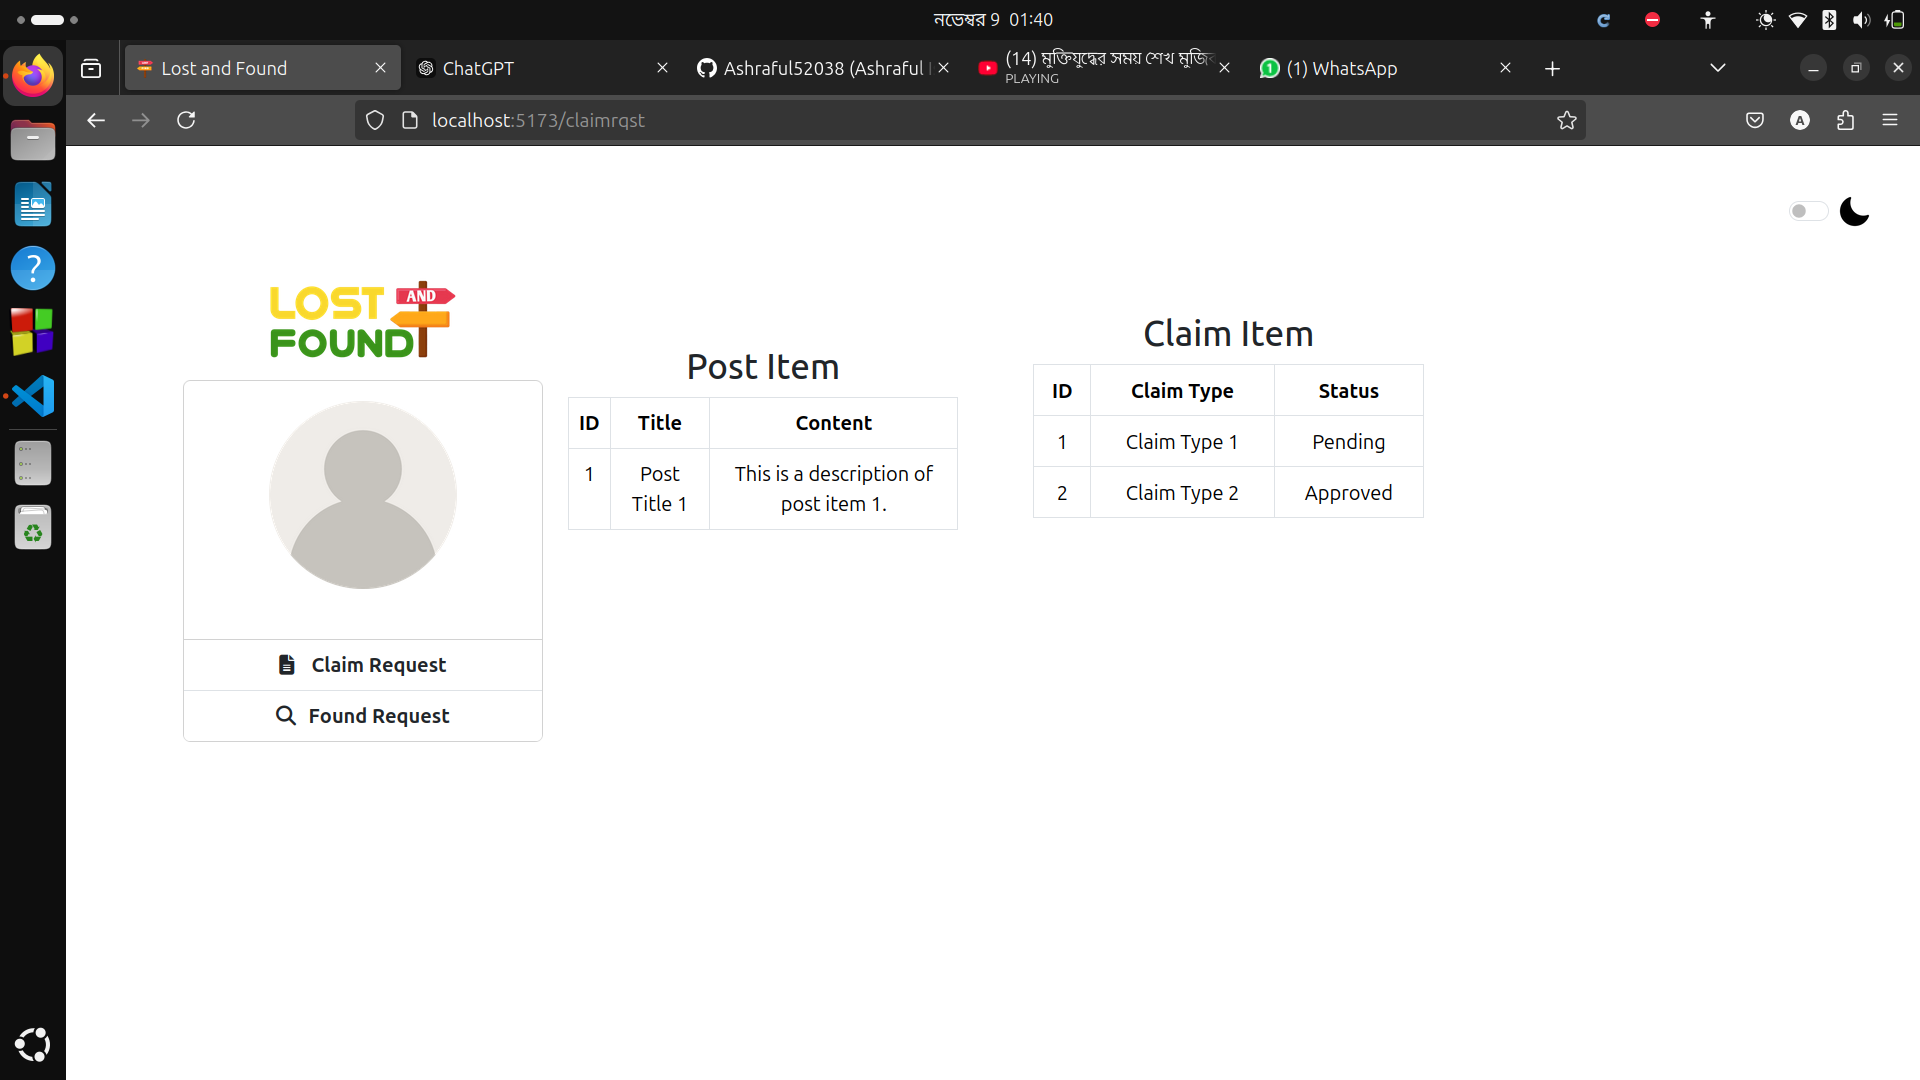 নভেম্বর 9 01:40
Lost and Found
ChatGPT
Ashraful52038 (Ashraful
(14) মুক্তিযুদ্ধের সময় শেখ মুজিব
PLAYING
(1) WhatsApp
localhost:5173/claimrqst
A
LOST AND
FOUND
Post Item
ID Title Content
1 Post Title 1 This is a description of post item 1.
Claim Item
ID Claim Type Status
1 Claim Type 1 Pending
2 Claim Type 2 Approved
Claim Request
Found Request